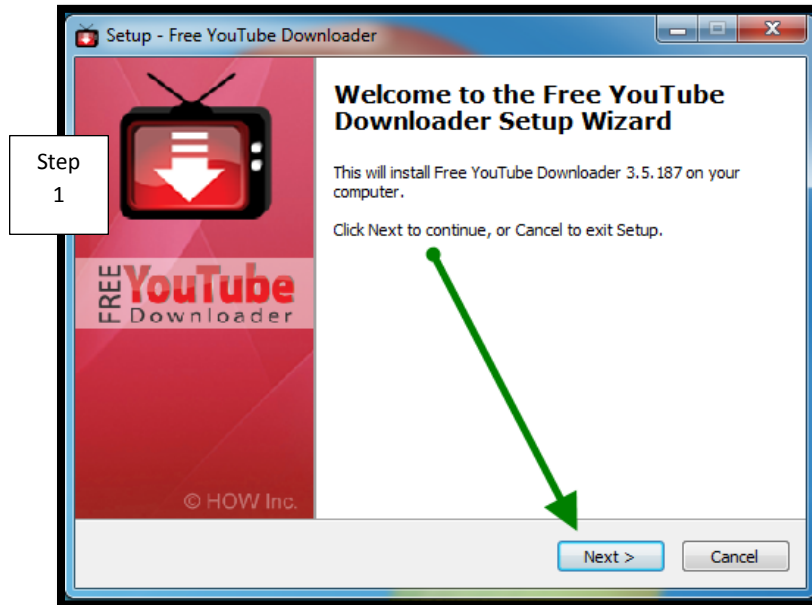 Setup - Free YouTube Downloader
Step
1
Welcome to the Free YouTube
Downloader Setup Wizard
This will install Free YouTube Downloader 3.5.187 on your
computer.
Click Next to continue, or Cancel to exit Setup.
FREE
YouTube
Downloader
© HOW Inc.
Next >
Cancel